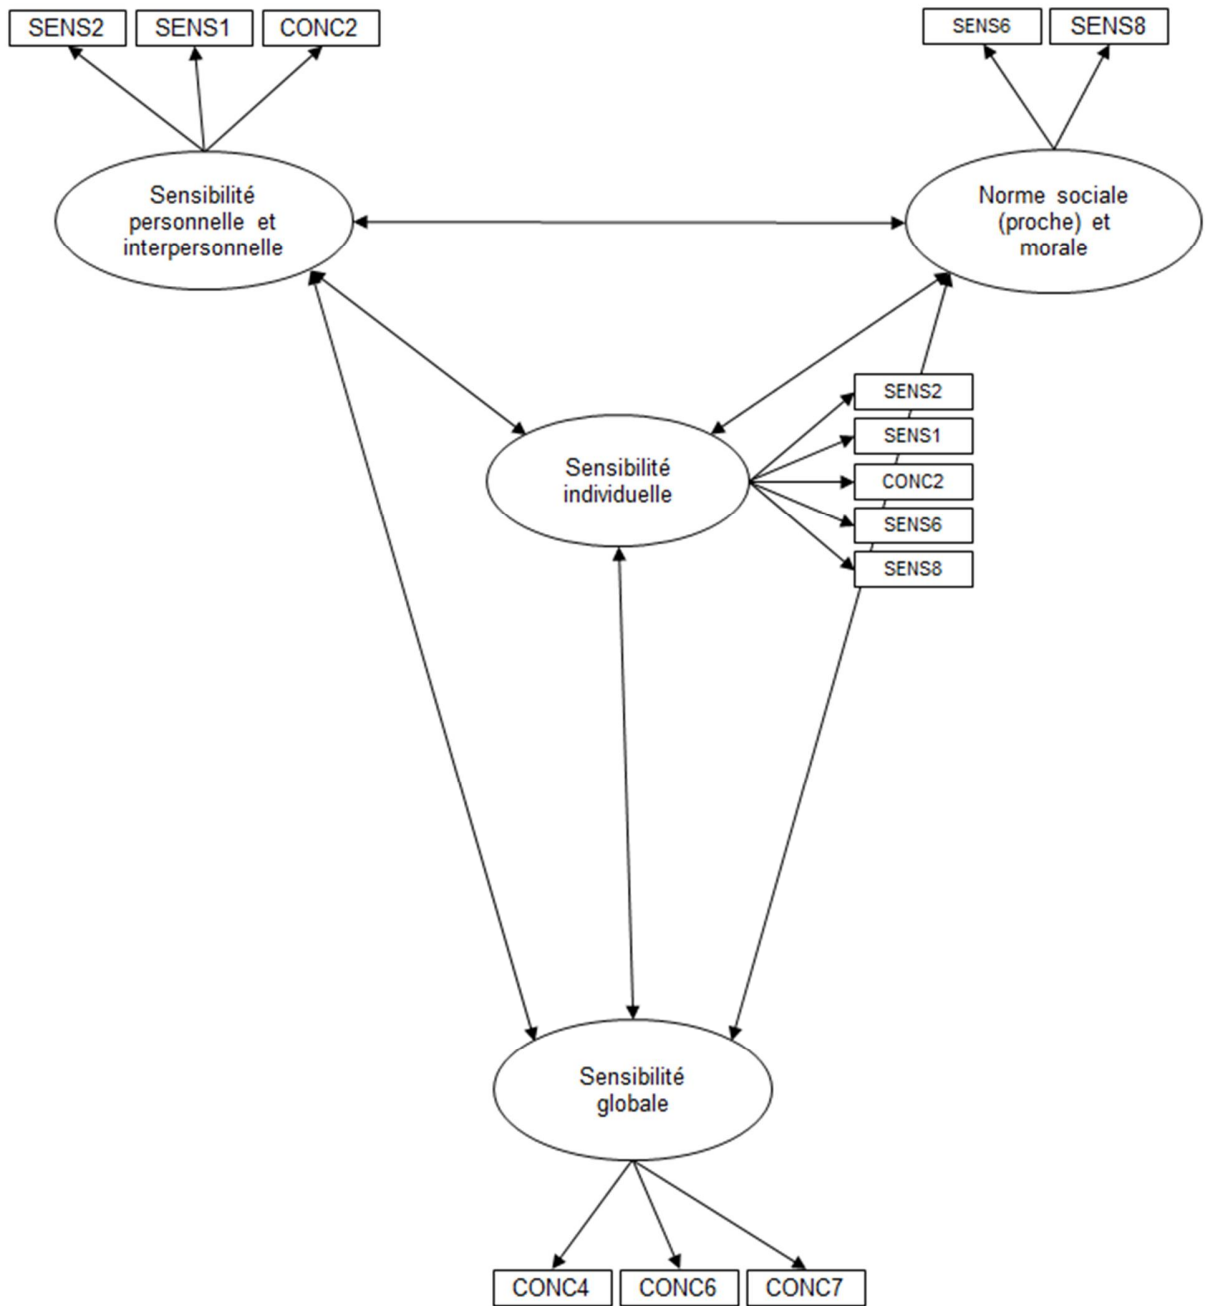 SENS2
SENS1
CONC2
SENS6
SENS8
Sensibilité
personnelle et
interpersonnelle
Norme sociale
(proche) et
morale
Sensibilité
individuelle
SENS2
SENS1
CONC2
SENS6
SENS8
Sensibilité
globale
CONC4
CONC6
CONC7